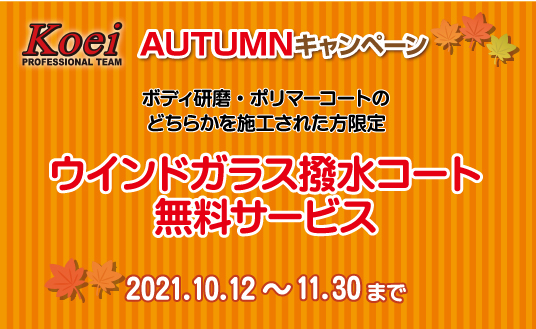 Koei
PROFESSIONAL TEAM
AUTUMNキャンペーン
ボディ研磨・ポリマーコートの
どちらかを施工された方限定
ウインドガラス撥水コート
無料サービス
2021.10.12～11.30まで